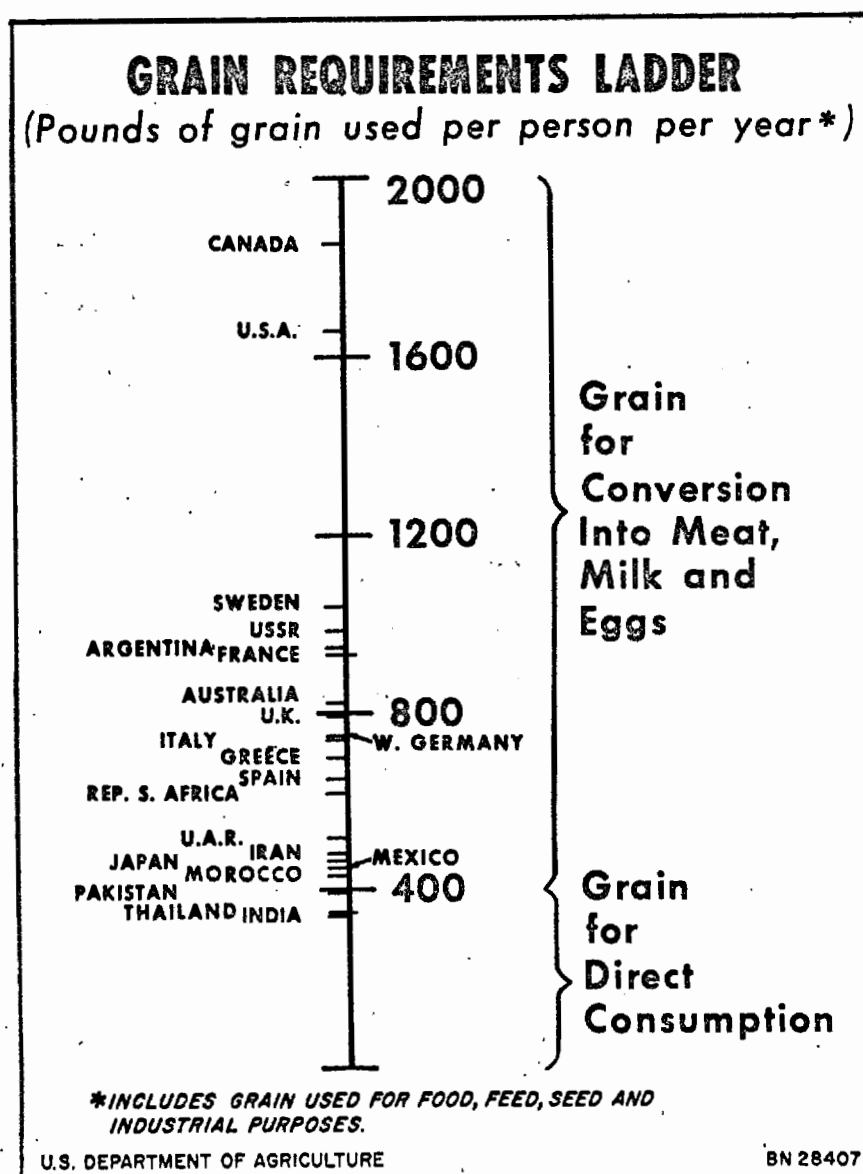 GRAIN REQUIREMENTS LADDER
(Pounds of grain used per person per year*)
2000
CANADA
U.S.A.
1600
Grain
for
Conversion
Into Meat,
Milk and
Eggs
1200
SWEDEN
USSR
ARGENTINA FRANCE
AUSTRALIA
U.K.
800
ITALY
W. GERMANY
GREECE
SPAIN
REP. S. AFRICA
U.A.R.
IRAN
JAPAN
MEXICO
MOROCCO
PAKISTAN
400
THAILAND INDIA
Grain
for
Direct
Consumption
*INCLUDES GRAIN USED FOR FOOD, FEED, SEED AND
INDUSTRIAL PURPOSES.
U.S. DEPARTMENT OF AGRICULTURE BN 28407